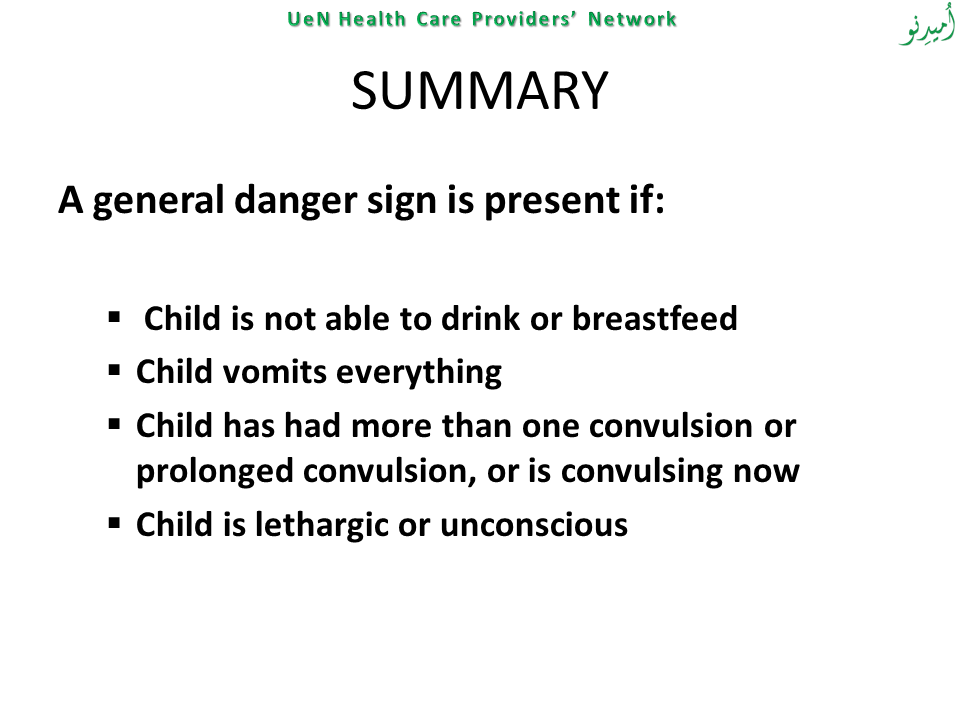 UeN Health Care Providers' Network
اُمیدِنو
SUMMARY
A general danger sign is present if:
▪ Child is not able to drink or breastfeed
▪ Child vomits everything
▪ Child has had more than one convulsion or
prolonged convulsion, or is convulsing now
▪ Child is lethargic or unconscious